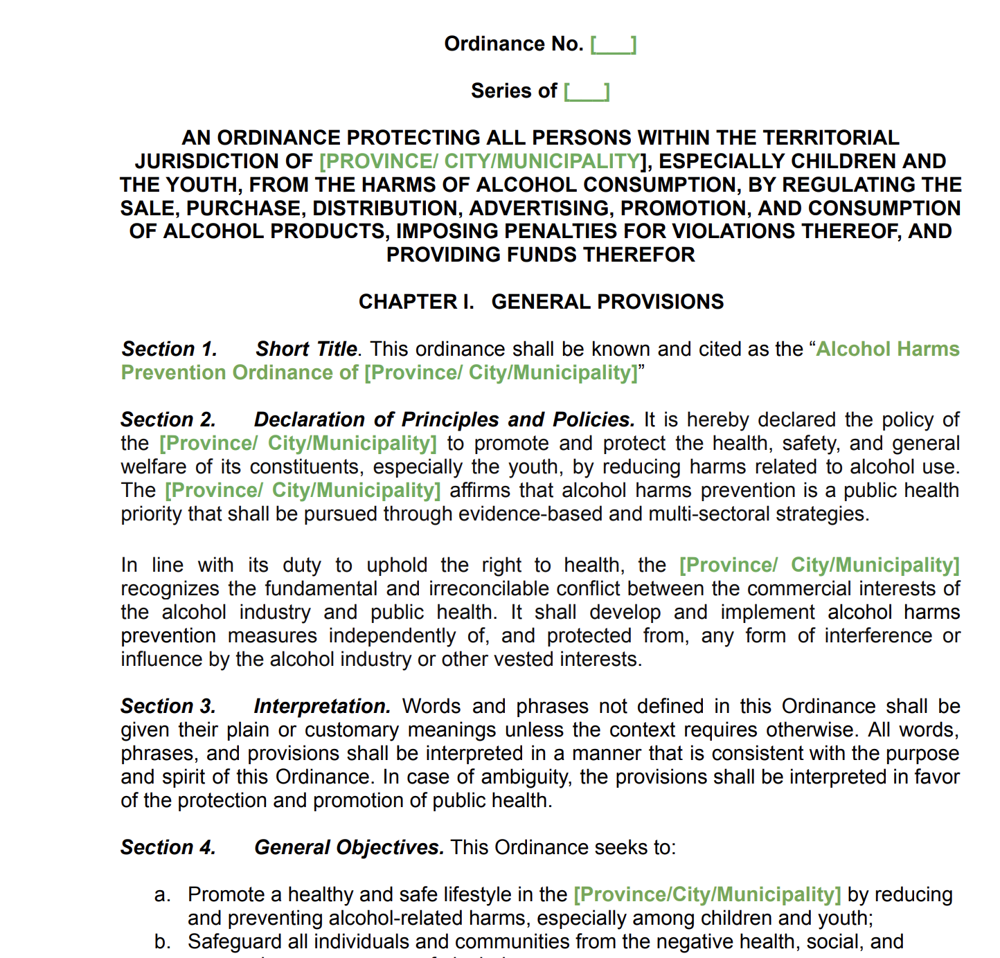 Ordinance No. [___]
Series of [___]
AN ORDINANCE PROTECTING ALL PERSONS WITHIN THE TERRITORIAL
JURISDICTION OF [PROVINCE/ CITY/MUNICIPALITY], ESPECIALLY CHILDREN AND
THE YOUTH, FROM THE HARMS OF ALCOHOL CONSUMPTION, BY REGULATING THE
SALE, PURCHASE, DISTRIBUTION, ADVERTISING, PROMOTION, AND CONSUMPTION
OF ALCOHOL PRODUCTS, IMPOSING PENALTIES FOR VIOLATIONS THEREOF, AND
PROVIDING FUNDS THEREFOR
CHAPTER I. GENERAL PROVISIONS
Section 1. Short Title. This ordinance shall be known and cited as the “Alcohol Harms
Prevention Ordinance of [Province/ City/Municipality]”
Section 2. Declaration of Principles and Policies. It is hereby declared the policy of
the [Province/ City/Municipality] to promote and protect the health, safety, and general
welfare of its constituents, especially the youth, by reducing harms related to alcohol use.
The [Province/ City/Municipality] affirms that alcohol harms prevention is a public health
priority that shall be pursued through evidence-based and multi-sectoral strategies.
In line with its duty to uphold the right to health, the [Province/ City/Municipality]
recognizes the fundamental and irreconcilable conflict between the commercial interests of
the alcohol industry and public health. It shall develop and implement alcohol harms
prevention measures independently of, and protected from, any form of interference or
influence by the alcohol industry or other vested interests.
Section 3. Interpretation. Words and phrases not defined in this Ordinance shall be
given their plain or customary meanings unless the context requires otherwise. All words,
phrases, and provisions shall be interpreted in a manner that is consistent with the purpose
and spirit of this Ordinance. In case of ambiguity, the provisions shall be interpreted in favor
of the protection and promotion of public health.
Section 4. General Objectives. This Ordinance seeks to:
a. Promote a healthy and safe lifestyle in the [Province/City/Municipality] by reducing
and preventing alcohol-related harms, especially among children and youth;
b. Safeguard all individuals and communities from the negative health, social, and